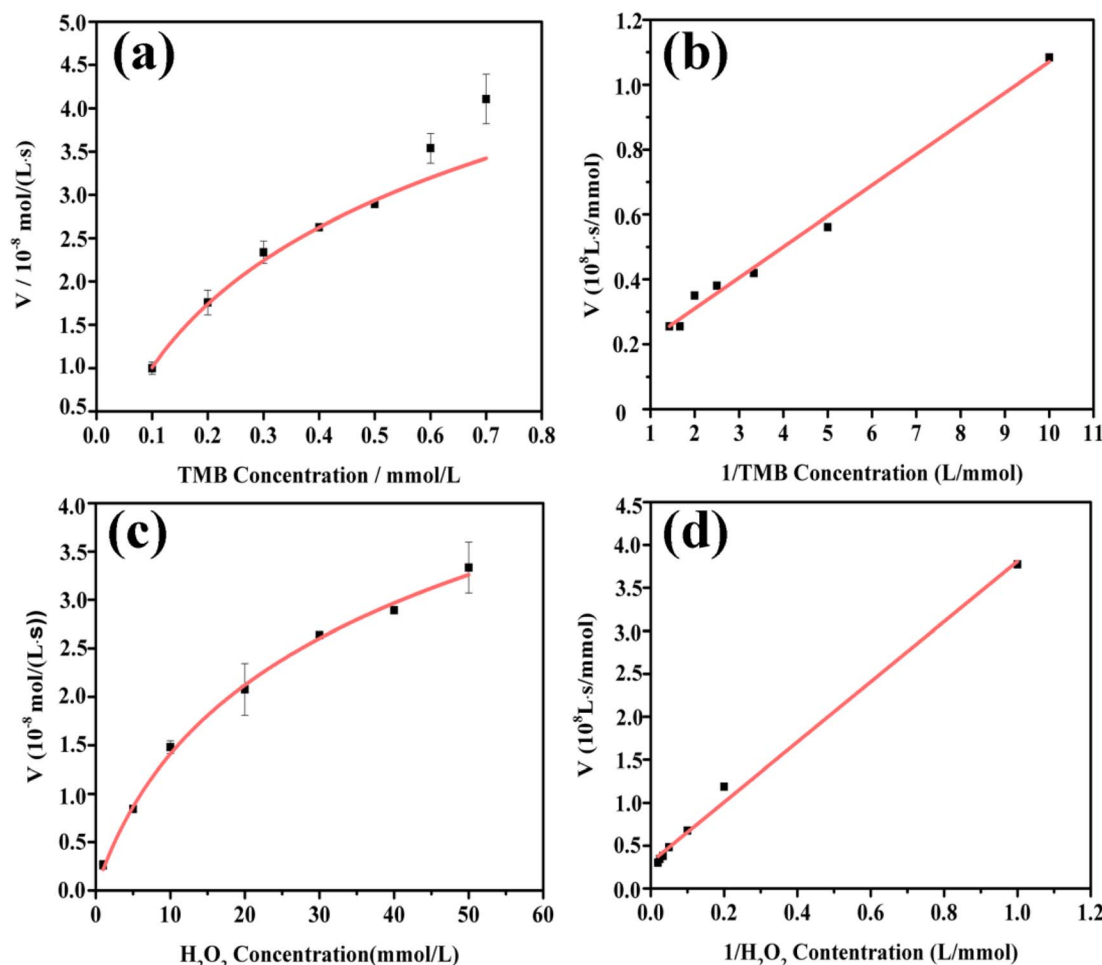 (a)
V / 10⁻⁸ mol/(L·s)
5.0
4.5
4.0
3.5
3.0
2.5
2.0
1.5
1.0
0.5
0.0 0.1 0.2 0.3 0.4 0.5 0.6 0.7 0.8
TMB Concentration / mmol/L
(b)
V (10⁸L·s/mmol)
1.2
1.0
0.8
0.6
0.4
0.2
0
1 2 3 4 5 6 7 8 9 10 11
1/TMB Concentration (L/mmol)
(c)
V (10⁻⁸ mol/(L·s))
4.0
3.5
3.0
2.5
2.0
1.5
1.0
0.5
0.0
0 10 20 30 40 50 60
H₂O₂ Concentration(mmol/L)
(d)
V (10⁸L·s/mmol)
4.5
4.0
3.5
3.0
2.5
2.0
1.5
1.0
0.5
0.0
0.0 0.2 0.4 0.6 0.8 1.0 1.2
1/H₂O₂ Contentration (L/mmol)